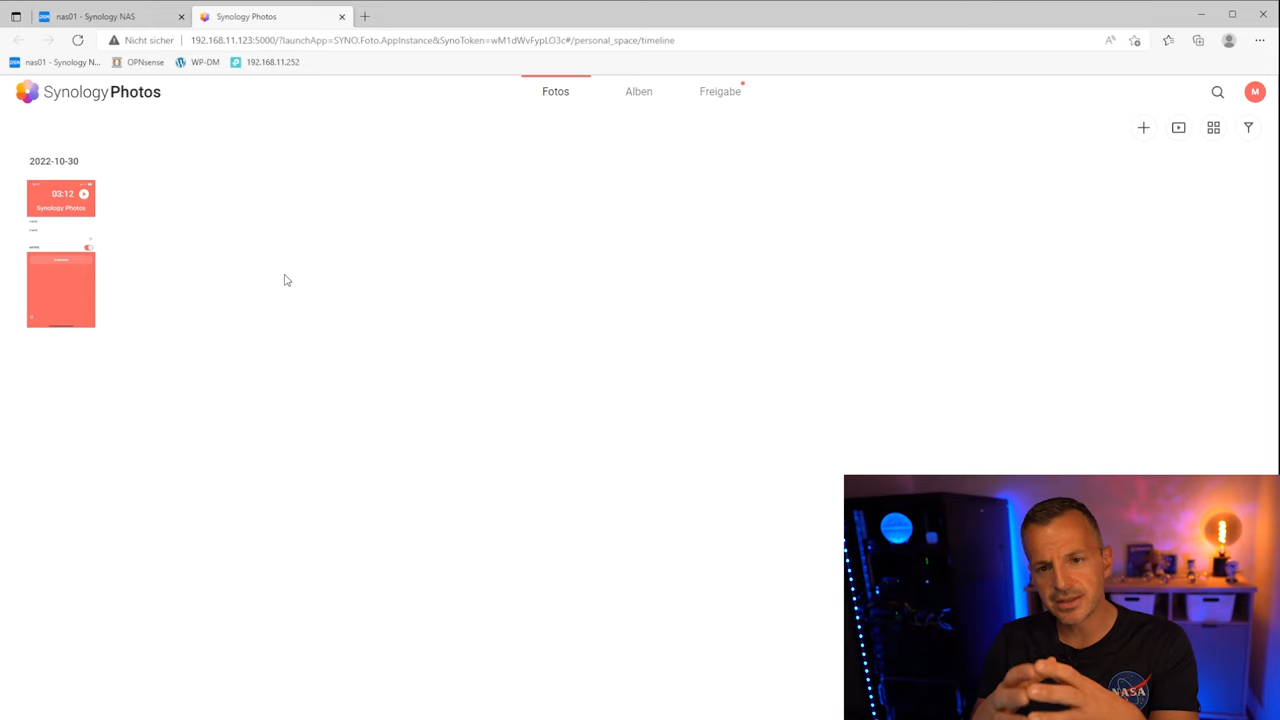 nas01 - Synology NAS
Synology Photos
Nicht sicher
192.168.11.123:5000/?launchApp=SYNO.Foto.AppInstance&SynoToken=wM1dWvFypLO3c#/personal_space/timeline
nas01 - Synology N...
OPNsense
WP-DM
192.168.11.252
Synology Photos
Fotos
Alben
Freigabe
M
2022-10-30
03:12
Synology Photos
NASA